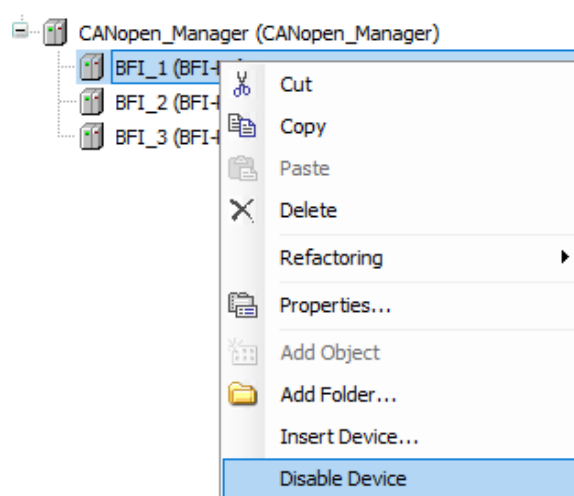 CANopen_Manager (CANopen_Manager)
BFI_1 (BFI-
BFI_2 (BFI-
BFI_3 (BFI-
Cut
Copy
Paste
Delete
Refactoring
Properties...
Add Object
Add Folder...
Insert Device...
Disable Device